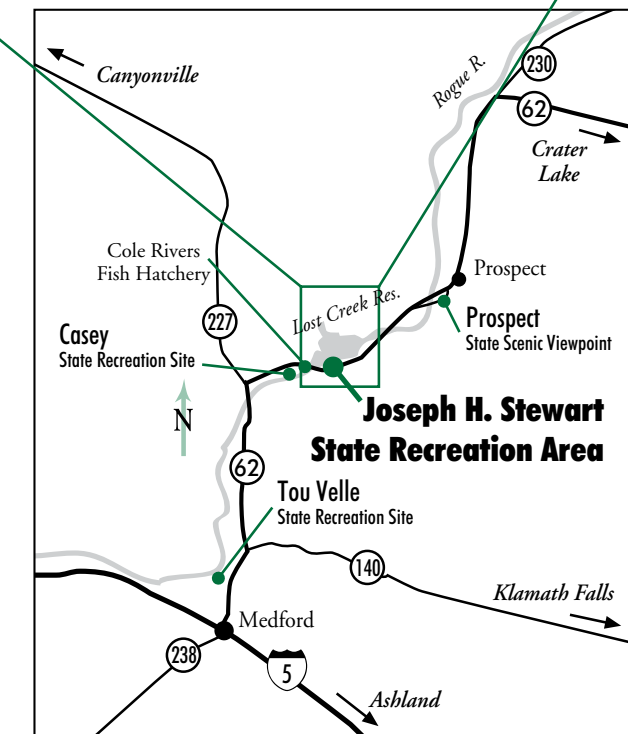 Canyonville
Rogue R.
230
62
Crater
Lake
Cole Rivers
Fish Hatchery
Prospect
Lost Creek Res.
227
Prospect
State Scenic Viewpoint
Casey
State Recreation Site
N
Joseph H. Stewart
State Recreation Area
62
Tou Velle
State Recreation Site
140
Klamath Falls
Medford
238
5
Ashland